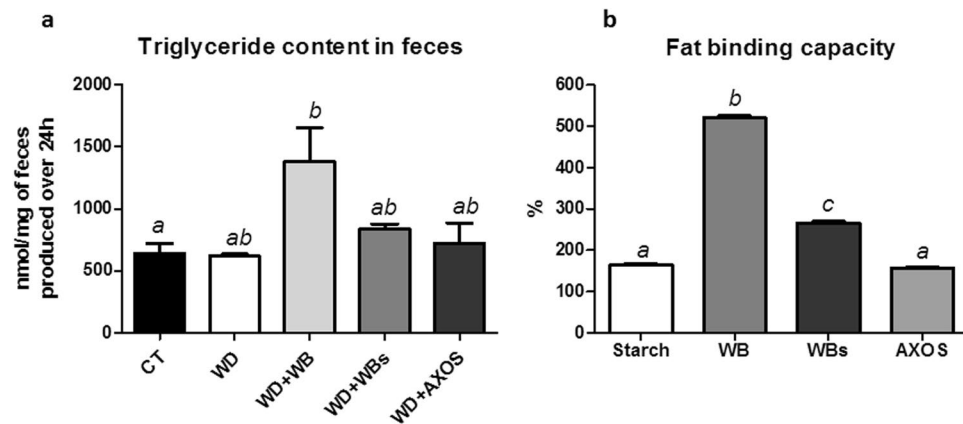 a
Triglyceride content in feces
nmol/mg of feces
produced over 24h
2000
1500
1000
500
0
a
ab
b
ab
ab
CT
WD
WD+WB
WD+WBs
WD+AXOS
b
Fat binding capacity
%
600
500
400
300
200
100
0
a
b
c
a
Starch
WB
WBs
AXOS